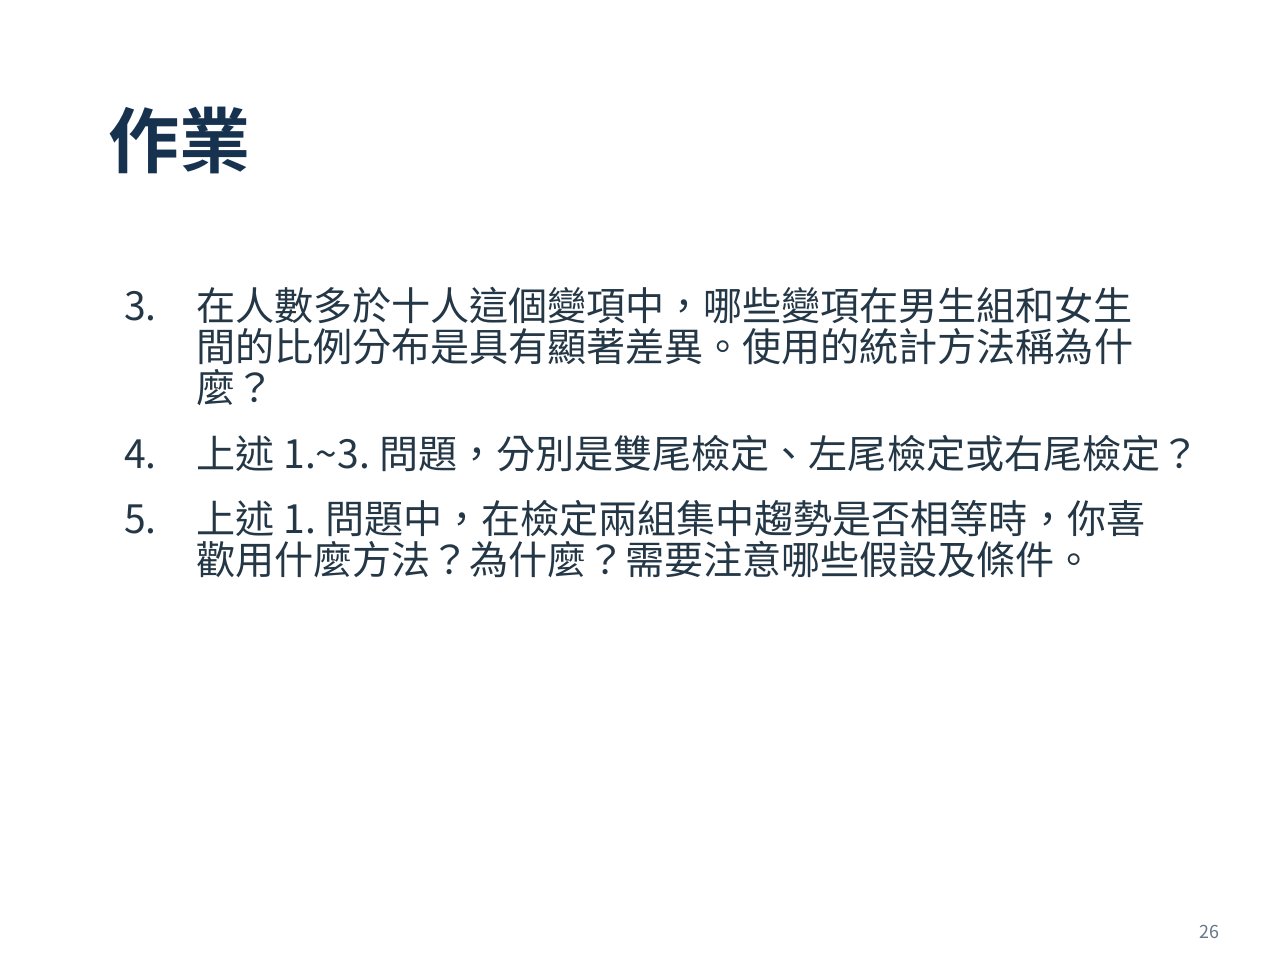 作業
3. 在人數多於十人這個變項中，哪些變項在男生組和女生
間的比例分布是具有顯著差異。使用的統計方法稱為什
麼？
4. 上述 1.~3. 問題，分別是雙尾檢定、左尾檢定或右尾檢定？
5. 上述 1. 問題中，在檢定兩組集中趨勢是否相等時，你喜
歡用什麼方法？為什麼？需要注意哪些假設及條件。
26